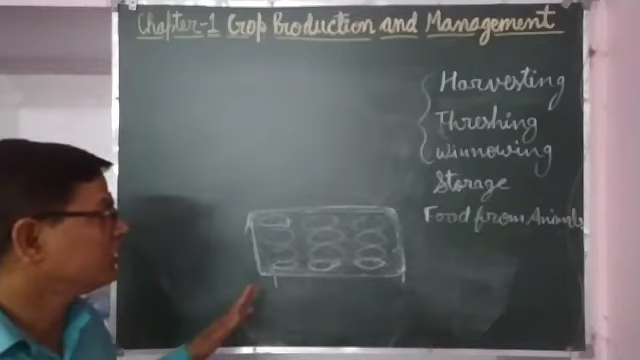 Chapter-1 Crop Production and Management
Harvesting
Threshing
Winnowing
Storage
Food from Animals